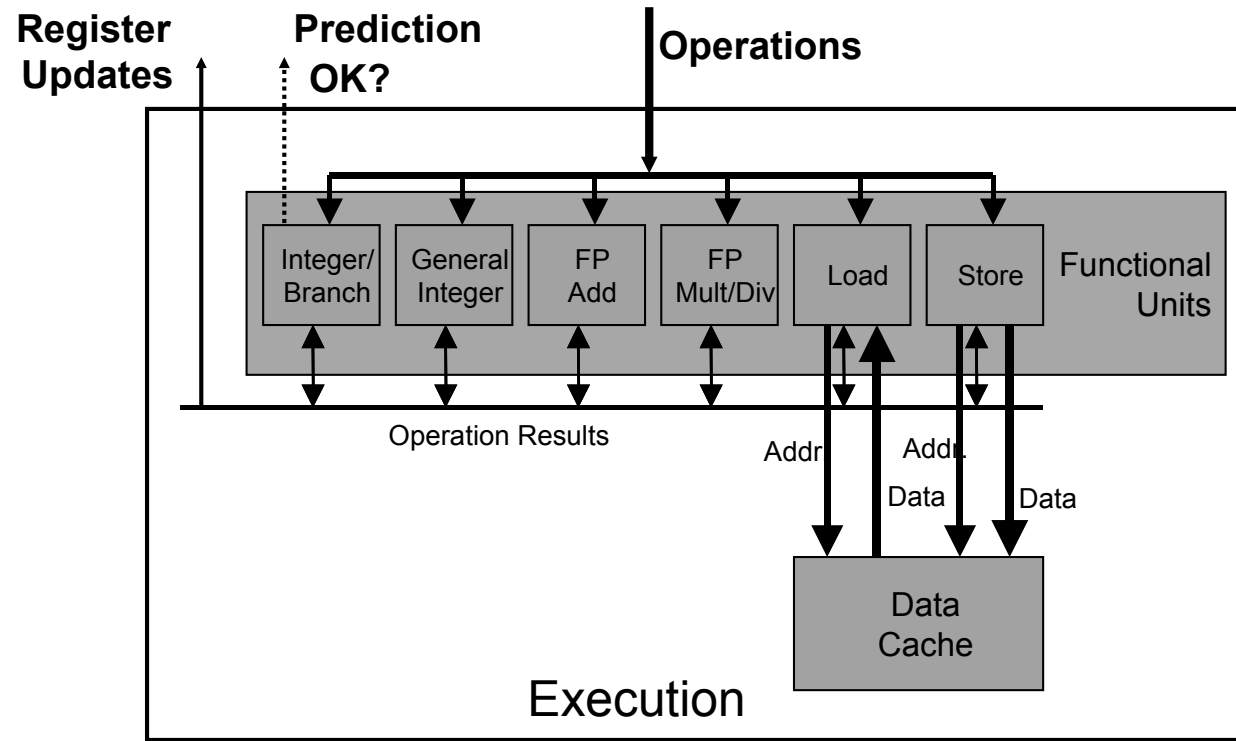 Register
Updates
Prediction
OK?
Operations
Integer/
Branch
General
Integer
FP
Add
FP
Mult/Div
Load
Store
Functional
Units
Operation Results
Addr
Addr.
Data
Data
Data
Cache
Execution